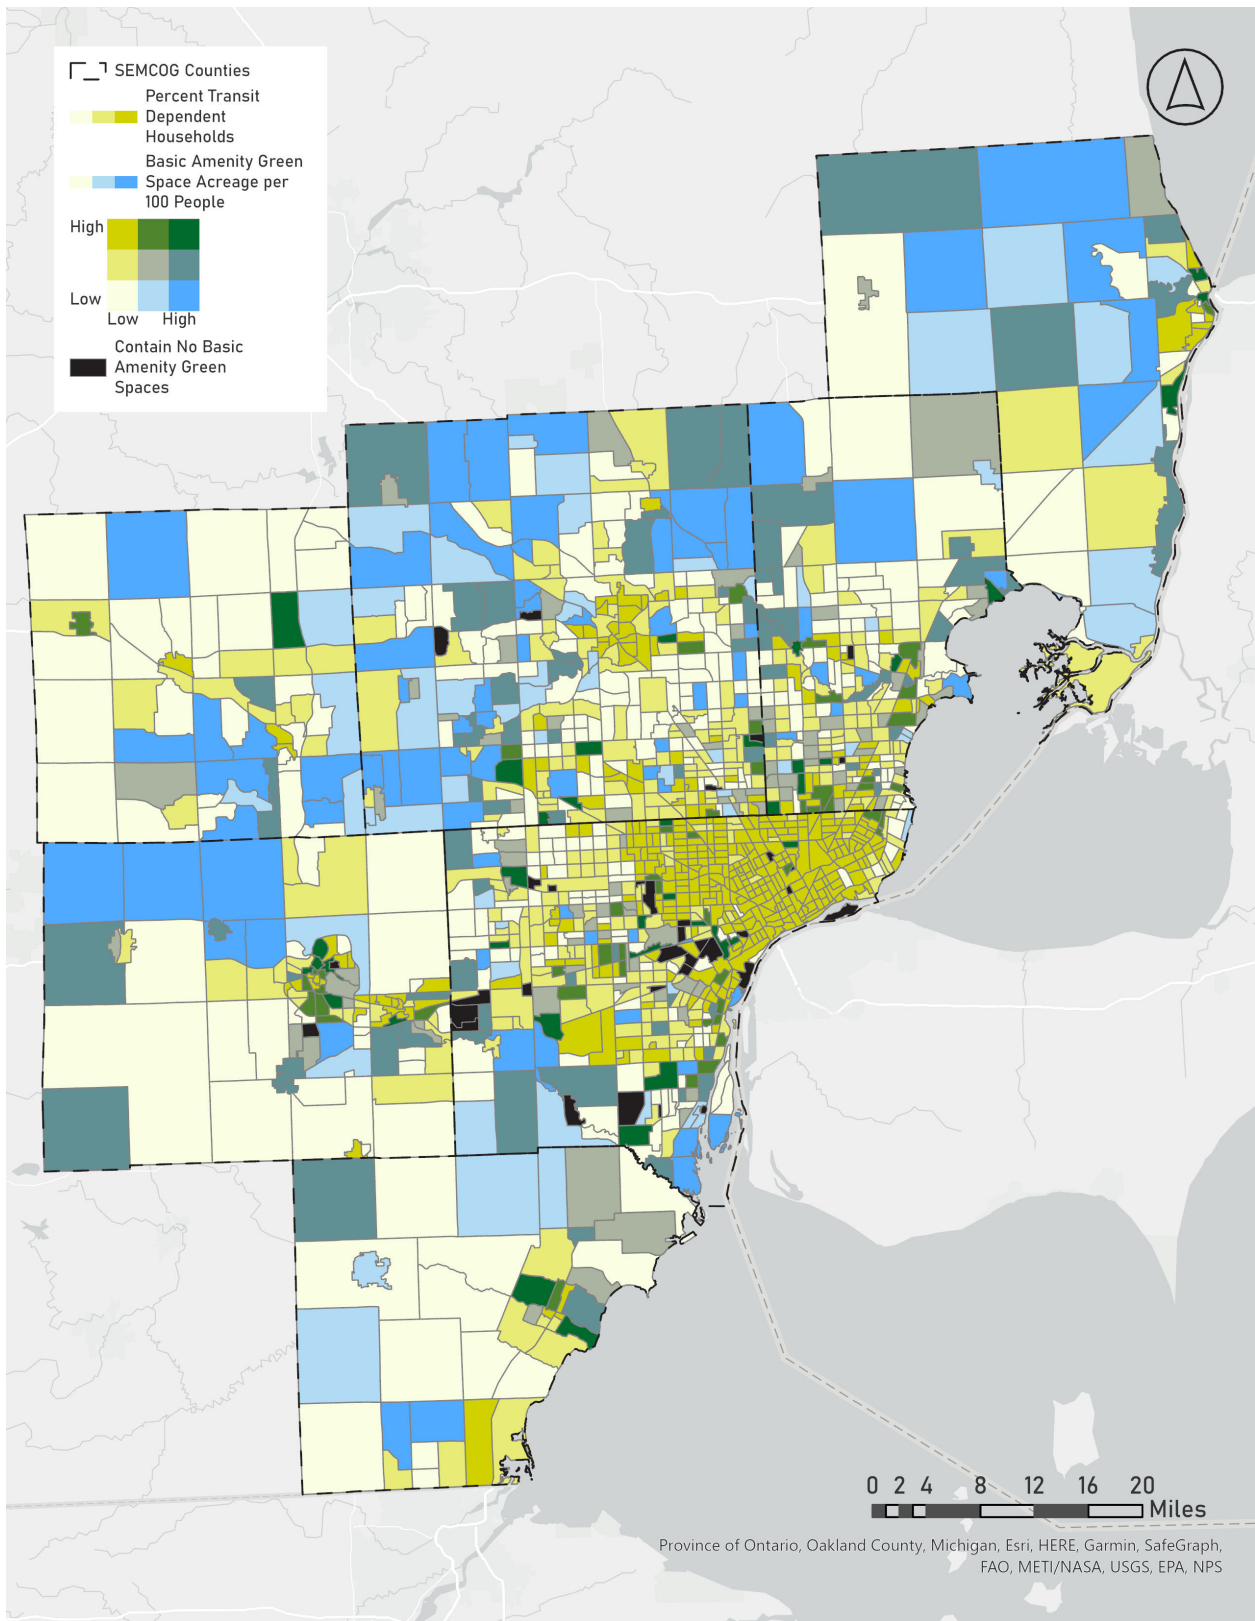 SEMCOG Counties
Percent Transit
Dependent
Households
Basic Amenity Green
Space Acreage per
100 People
High
Low
Low High
Contain No Basic
Amenity Green
Spaces
0 2 4 8 12 16 20
Miles
Province of Ontario, Oakland County, Michigan, Esri, HERE, Garmin, SafeGraph,
FAO, METI/NASA, USGS, EPA, NPS